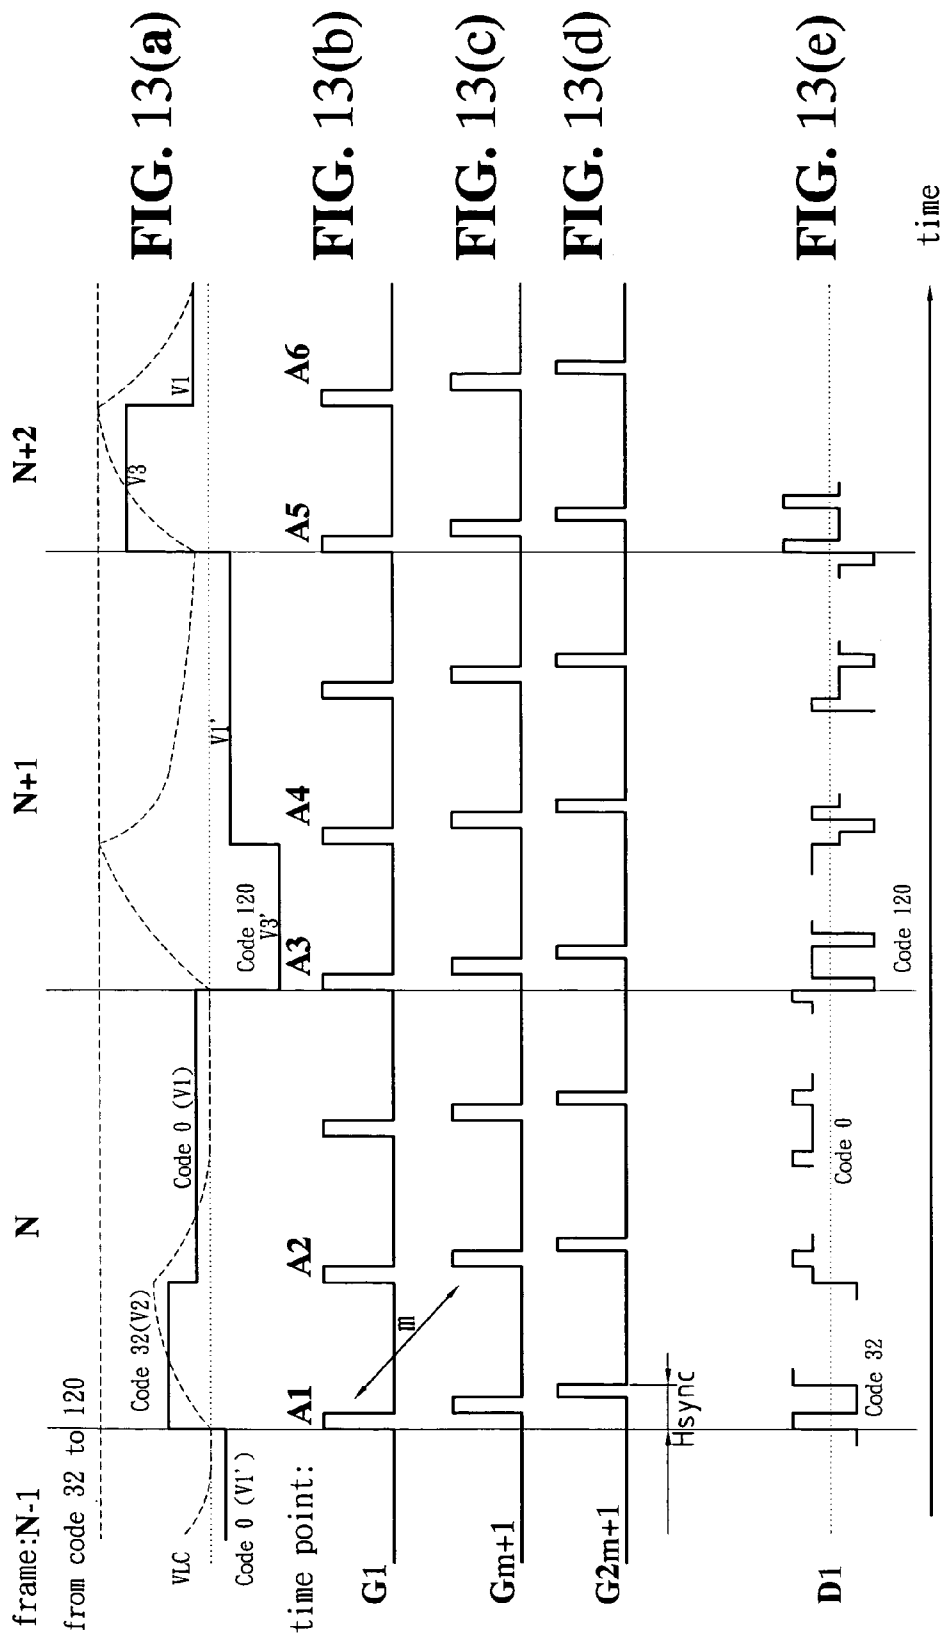 frame:N-1
N
N+1
N+2
from code 32 to 120
VLC
Code 0 (V1')
Code 32(V2)
Code 0 (V1)
Code 120
V3'
V1'
V3
V1
FIG. 13(a)
time point:
A1
A2
A3
A4
A5
A6
G1
FIG. 13(b)
m
Gm+1
FIG. 13(c)
G2m+1
FIG. 13(d)
Hsync
D1
Code 32
Code 0
Code 120
FIG. 13(e)
time